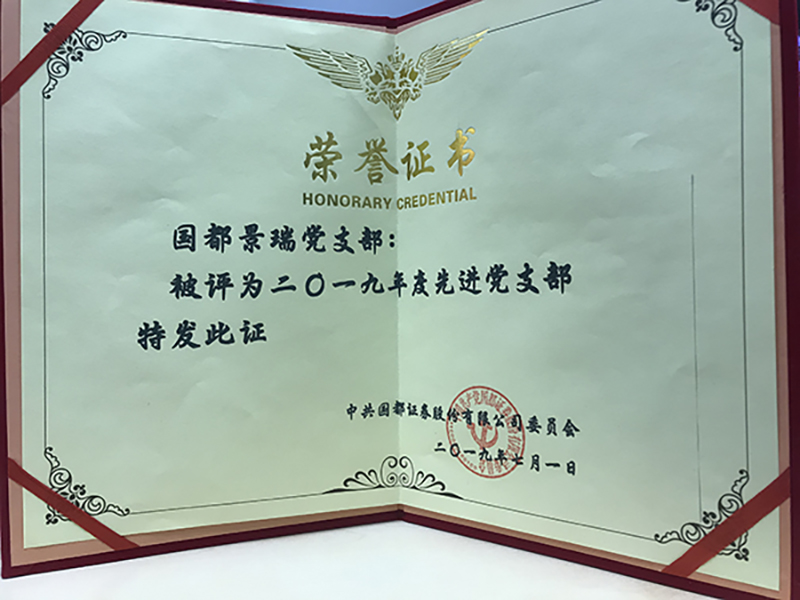 荣誉证书
HONORARY CREDENTIAL
国都景瑞党支部：
被评为二〇一九年度先进党支部
特发此证
中共国都证券股份有限公司委员会
二〇一九年七月一日